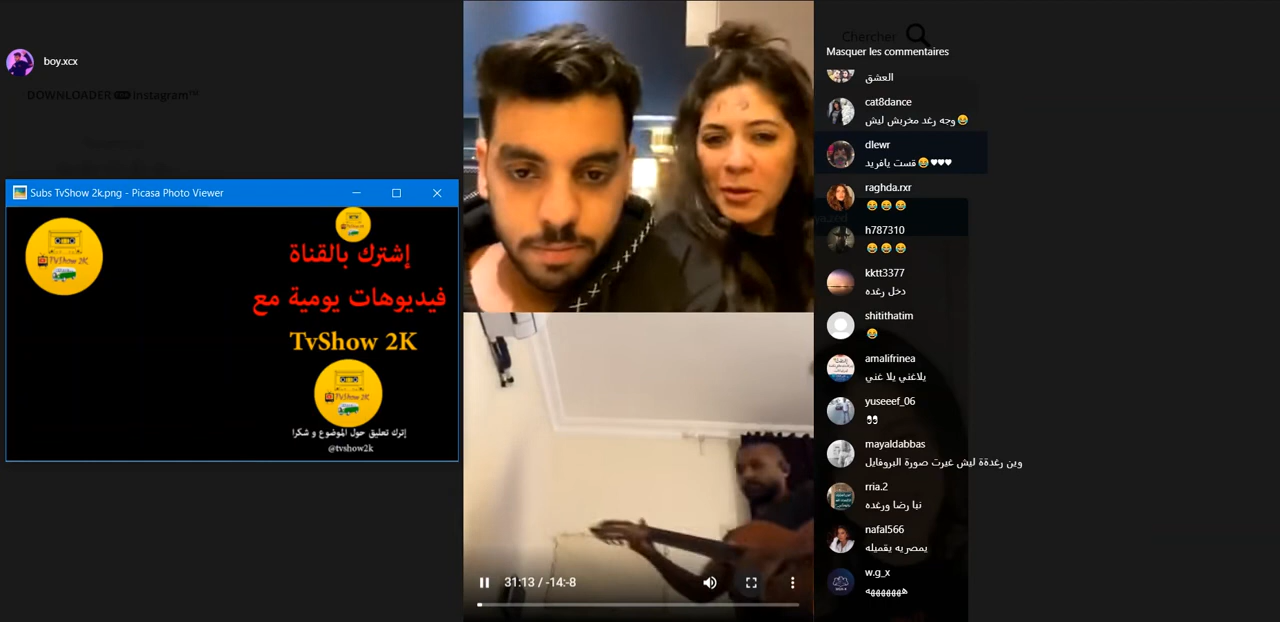 boy.xcx
DOWNLOADER Instagram™
Subs TvShow 2k.png - Picasa Photo Viewer
TVShow 2K
إشترك بالقناة
فيديوهات يومية مع
TvShow 2K
TVShow 2K
إترك تعليق حول الموضوع و شكرا
@tvshow2k
31:13 / -14:-8
Chercher
Masquer les commentaires
العشق
cat8dance
وجه رغد مخربش ليش😂
dlewr
قست يافريد😂♥♥♥
raghda.rxr
😂😂😂
h787310
😂😂😂
kktt3377
دخل رغده
shitithatim
😂
amalifrinea
يلاغني يلا غني
yuseeef_06
👀
mayaldabbas
وين رغدةة ليش غيرت صورة البروفايل
rria.2
نبا رضا ورغده
nafal566
يمصريه يقميله
w.g_x
ههههههههه